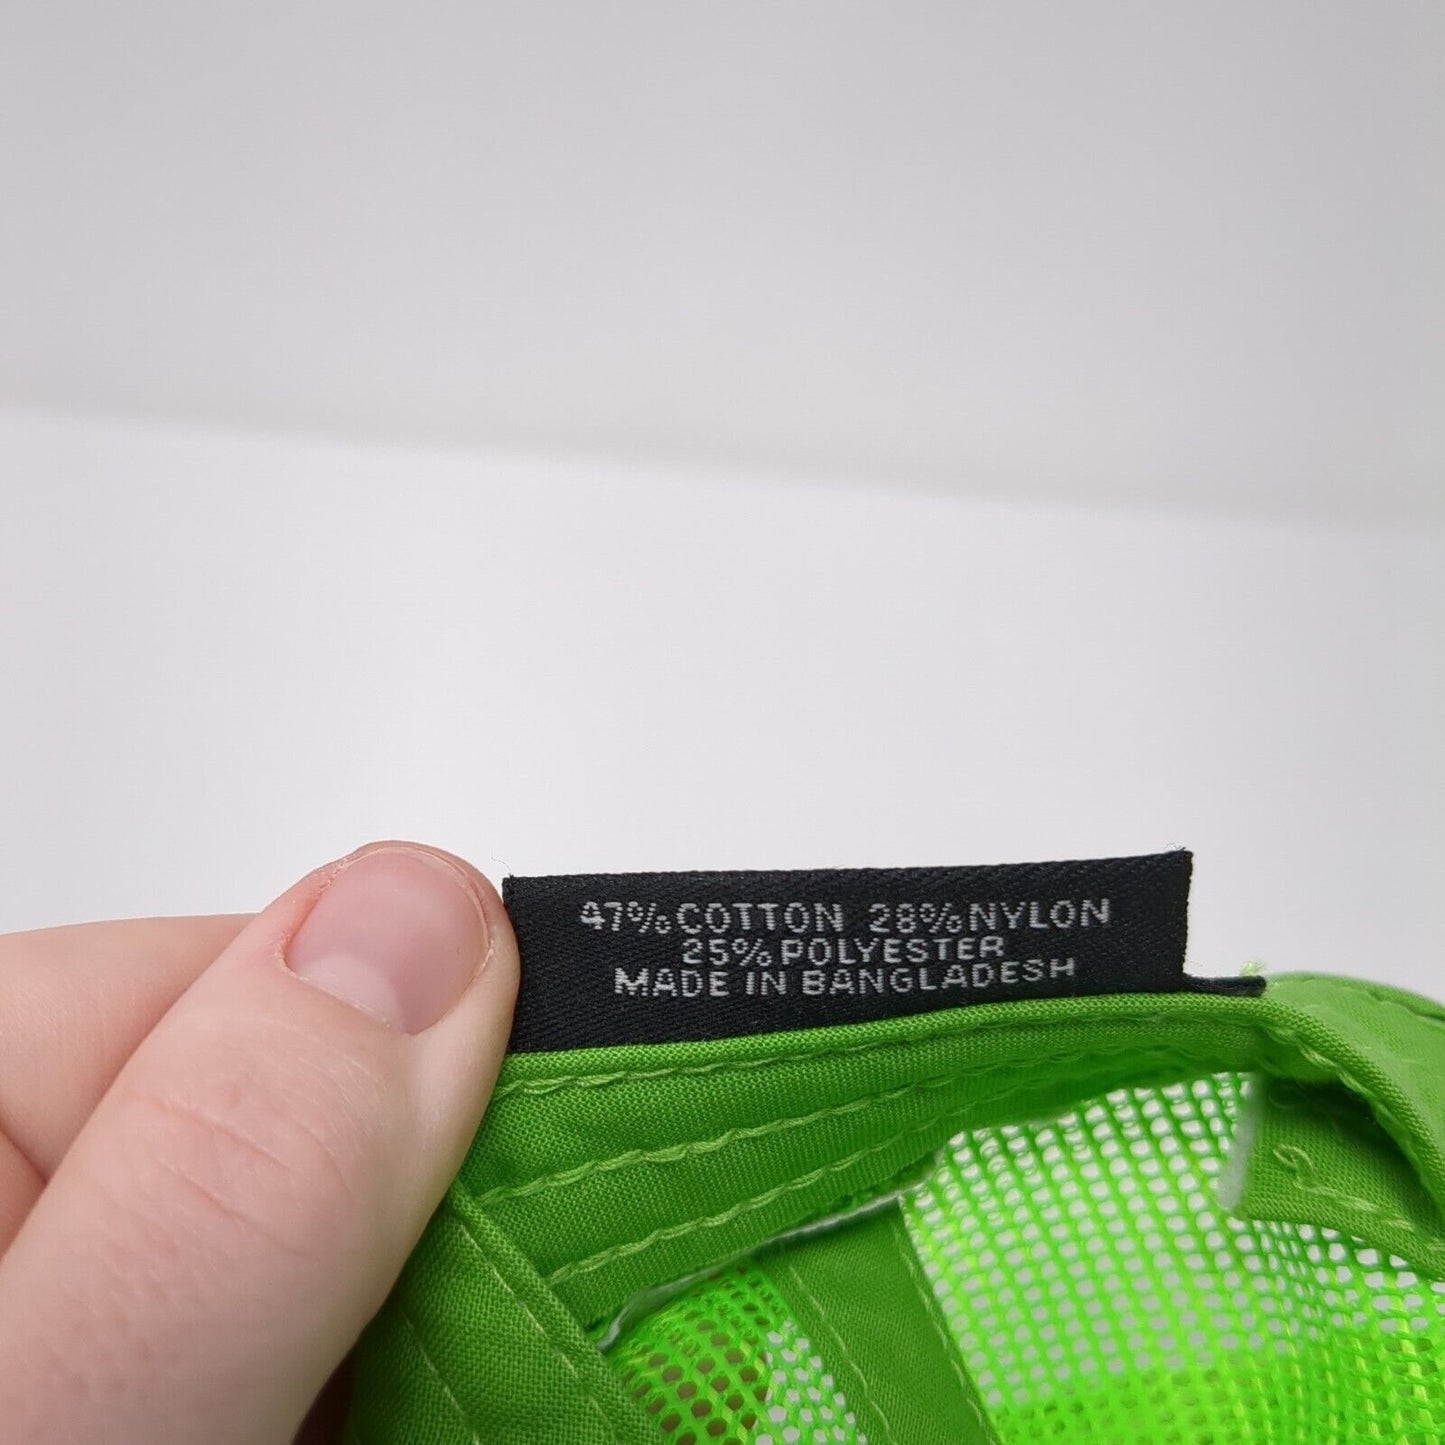 47% COTTON 28% NYLON
25% POLYESTER
MADE IN BANGLADESH